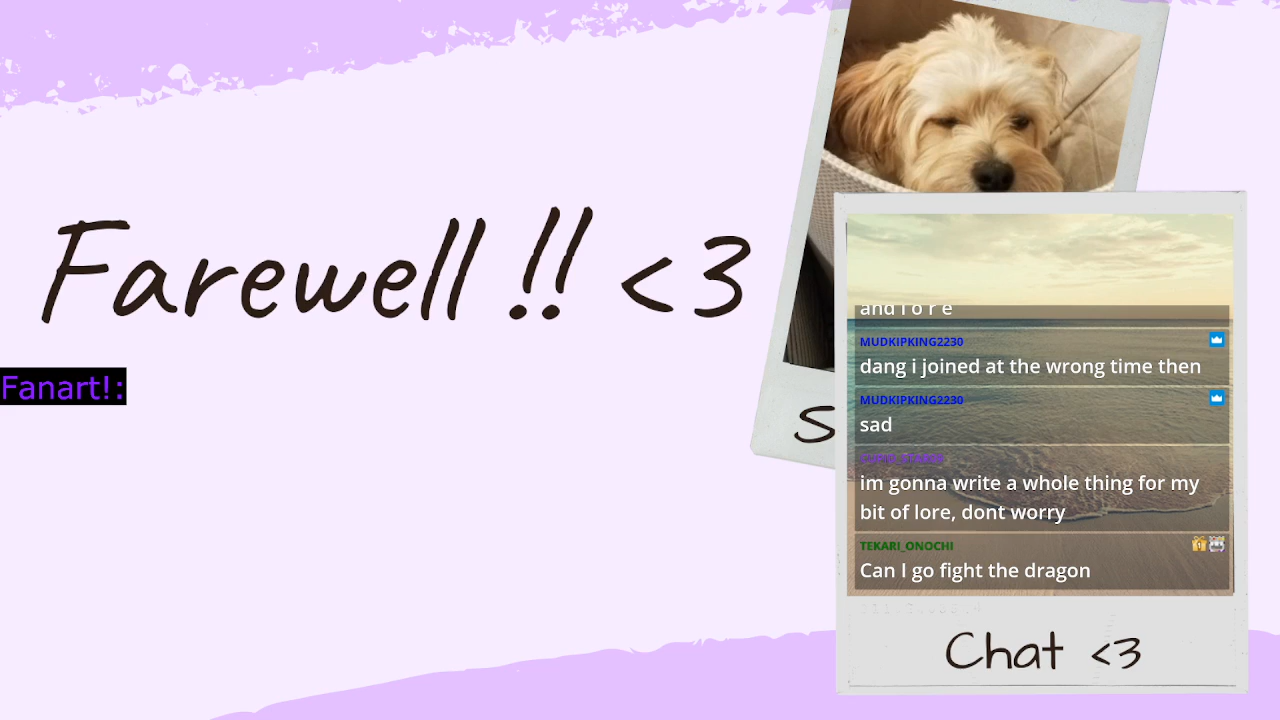 Farewell !! <3
Fanart!:
S
and l o r e
MUDKIPKING2230
dang i joined at the wrong time then
MUDKIPKING2230
sad
im gonna write a whole thing for my
bit of lore, dont worry
TEKARI_ONOCHI
Can I go fight the dragon
Chat <3